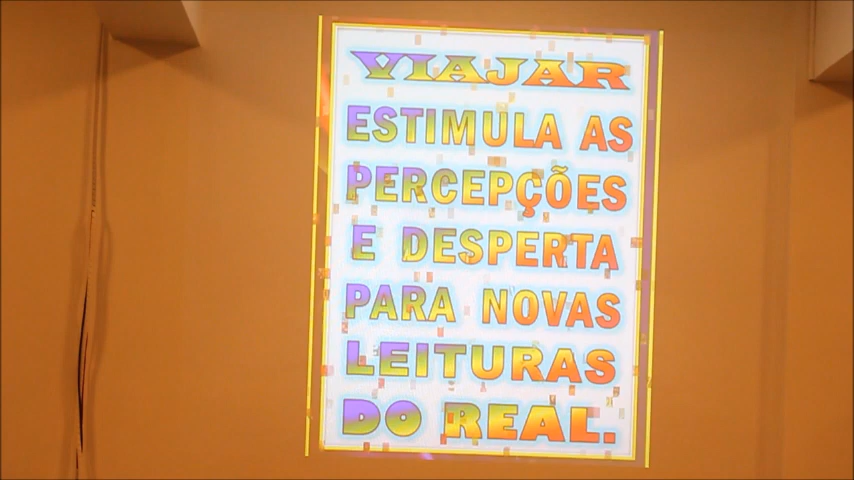 VIAJAR
ESTIMULA AS
PERCEPÇÕES
E DESPERTA
PARA NOVAS
LEITURAS
DO REAL.